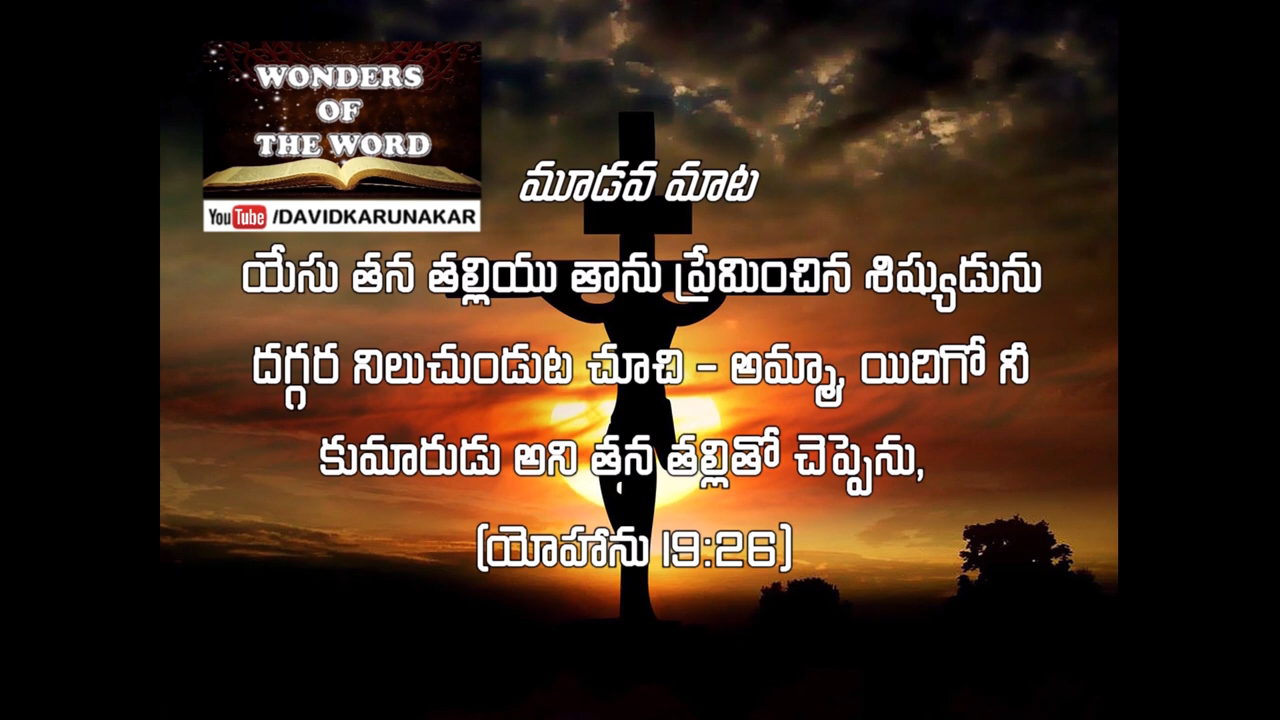 WONDERS
OF
THE WORD
YouTube /DAVIDKARUNAKAR
మూడవ మాట
యేసు తన తల్లియు తాను ప్రేమించిన శిష్యుడును
దగ్గర నిలుచుండుట చూచి - అమ్మా, యిదిగో నీ
కుమారుడు అని తన తల్లితో చెప్పెను,
(యోహాను 19:26)